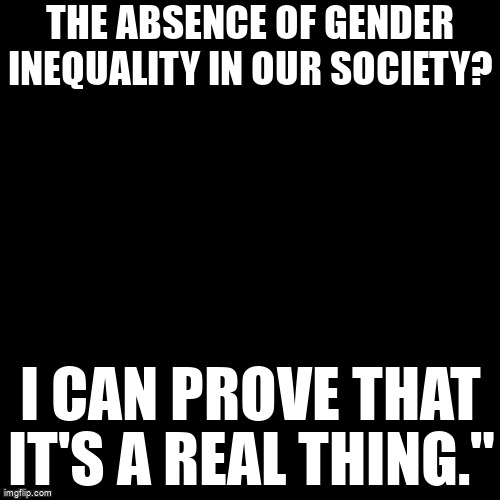 THE ABSENCE OF GENDER
INEQUALITY IN OUR SOCIETY?
I CAN PROVE THAT
IT'S A REAL THING."
imgflip.com